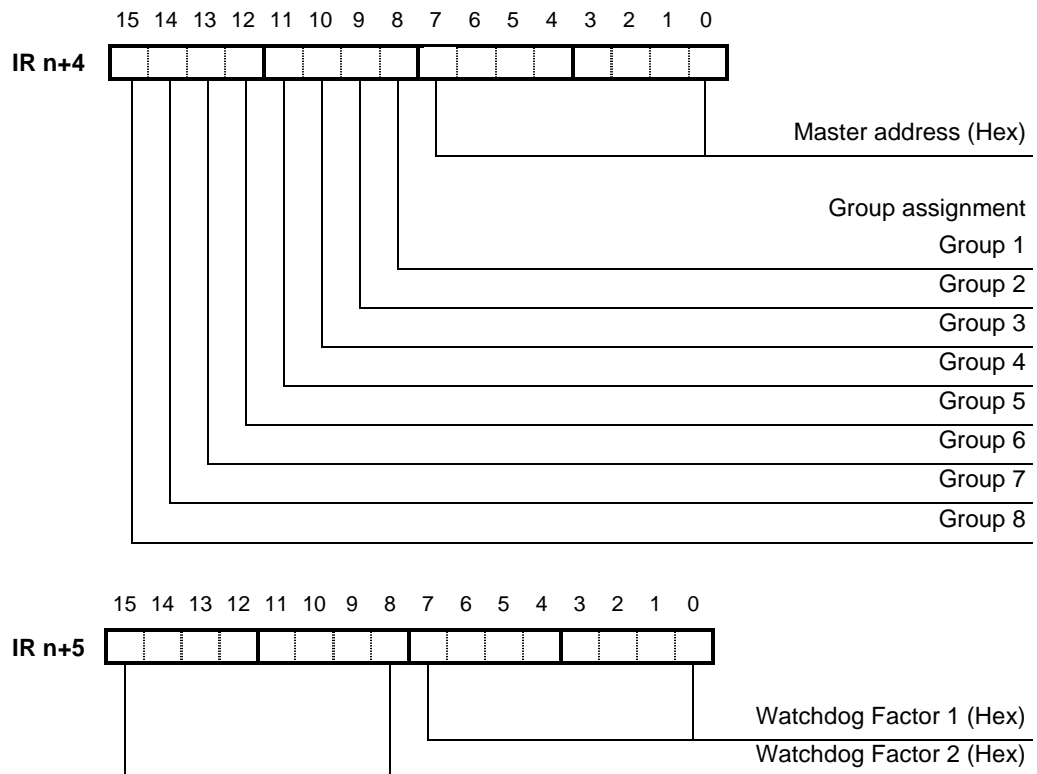 15 14 13 12 11 10 9 8 7 6 5 4 3 2 1 0
IR n+4
Master address (Hex)
Group assignment
Group 1
Group 2
Group 3
Group 4
Group 5
Group 6
Group 7
Group 8
15 14 13 12 11 10 9 8 7 6 5 4 3 2 1 0
IR n+5
Watchdog Factor 1 (Hex)
Watchdog Factor 2 (Hex)